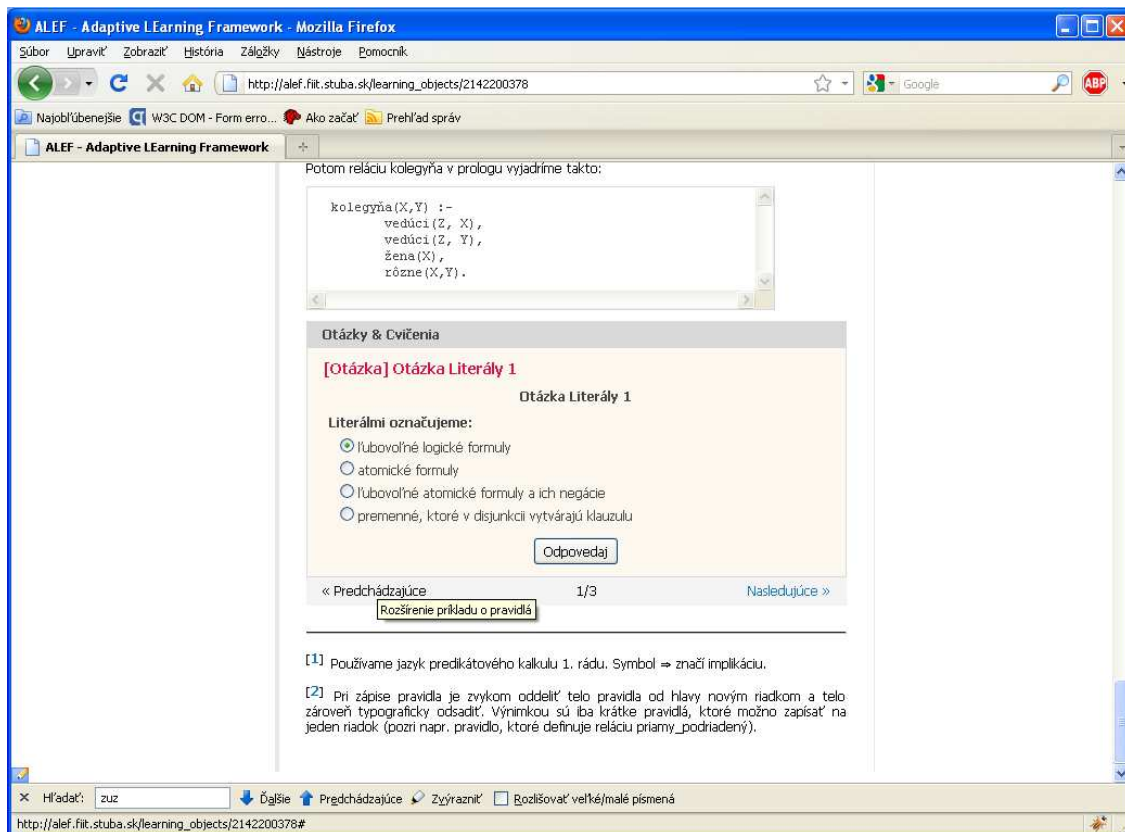 ALEF - Adaptive LEarning Framework - Mozilla Firefox
Súbor Upraviť Zobraziť História Záložky Nástroje Pomocník
http://alef.fiit.stuba.sk/learning_objects/2142200378 Google ABP
Najobľúbenejšie W3C DOM - Form erro... Ako začať Prehľad správ
ALEF - Adaptive LEarning Framework
Potom reláciu kolegyňa v prologu vyjadríme takto:
kolegyňa(X,Y) :-
vedúci(Z, X),
vedúci(Z, Y),
žena(X),
rôzne(X,Y).
Otázky & Cvičenia
[Otázka] Otázka Literály 1
Otázka Literály 1
Literálmi označujeme:
ľubovoľné logické formuly
atomické formuly
ľubovoľné atomické formuly a ich negácie
premenné, ktoré v disjunkcii vytvárajú klauzulu
Odpovedaj
« Predchádzajúce 1/3 Nasledujúce »
Rozšírenie príkladu o pravidlá
[1] Používame jazyk predikátového kalkulu 1. rádu. Symbol ⇒ značí implikáciu.
[2] Pri zápise pravidla je zvykom oddeliť telo pravidla od hlavy novým riadkom a telo
zároveň typograficky odsadiť. Výnimkou sú iba krátke pravidlá, ktoré možno zapísať na
jeden riadok (pozri napr. pravidlo, ktoré definuje reláciu priamy_podriadený).
Hľadať: zuz Ďalšie Predchádzajúce Zvýrazniť Rozlišovať veľké/malé písmená
http://alef.fiit.stuba.sk/learning_objects/2142200378#